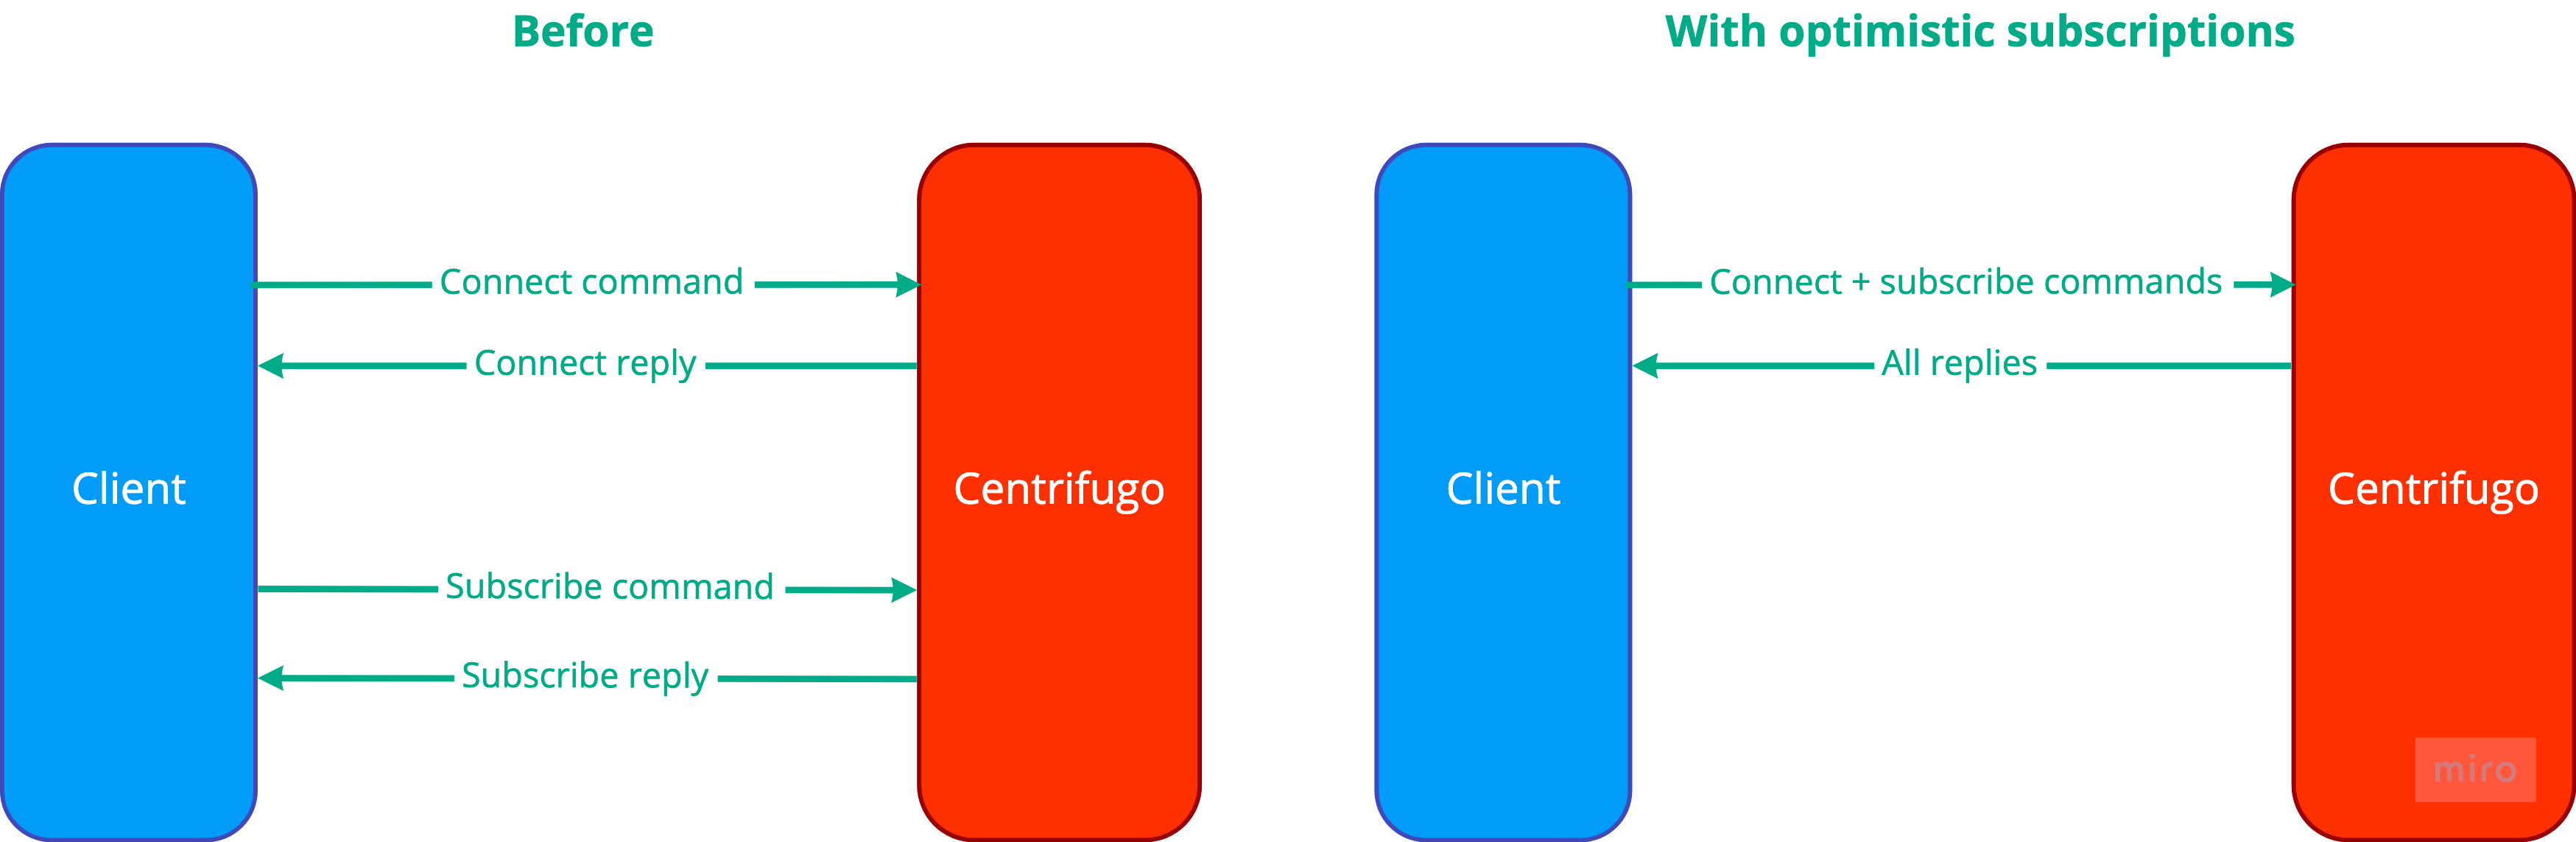 Before
Connect command
Connect reply
Client
Centrifugo
Subscribe command
Subscribe reply
With optimistic subscriptions
Connect + subscribe commands
All replies
Client
Centrifugo
miro